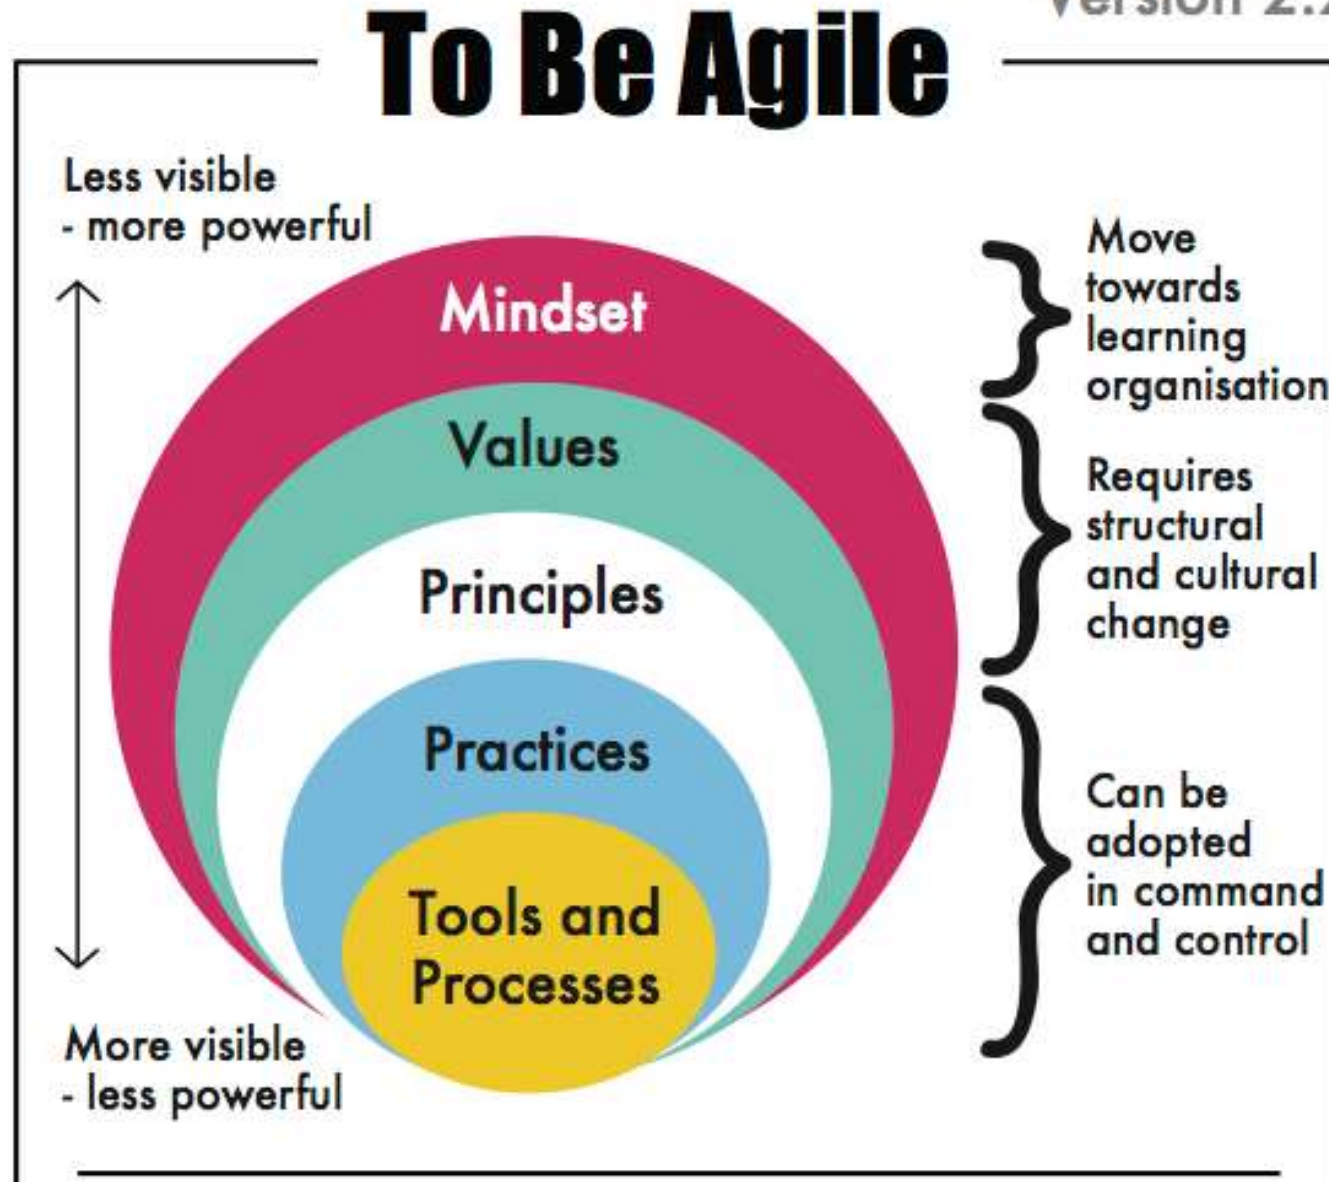 To Be Agile
Less visible
- more powerful
Mindset
Values
Principles
Practices
Tools and
Processes
More visible
- less powerful
Move
towards
learning
organisation
Requires
structural
and cultural
change
Can be
adopted
in command
and control